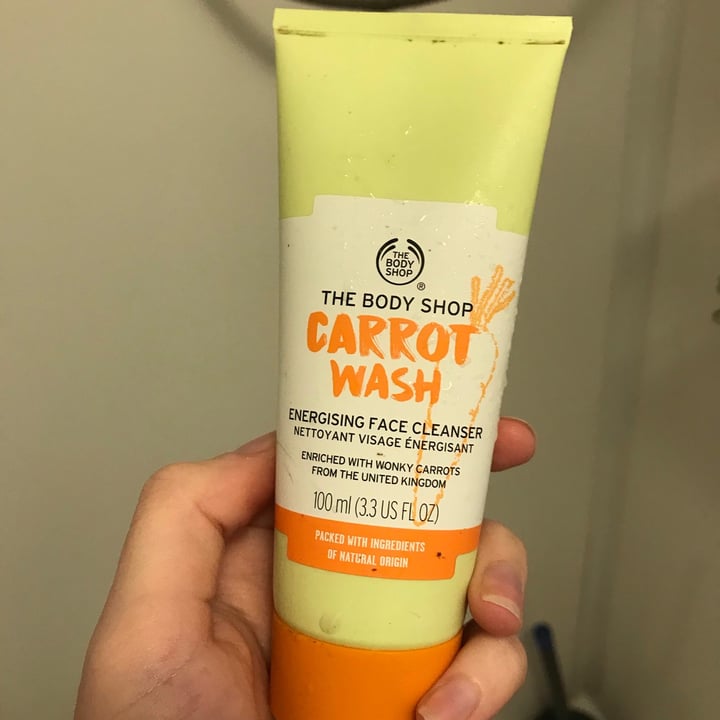 THE
BODY
SHOP
®
THE BODY SHOP
CARROT
WASH
ENERGISING FACE CLEANSER
NETTOYANT VISAGE ÉNERGISANT
ENRICHED WITH WONKY CARROTS
FROM THE UNITED KINGDOM
100 ml (3.3 US FL OZ)
PACKED WITH INGREDIENTS
OF NATURAL ORIGIN